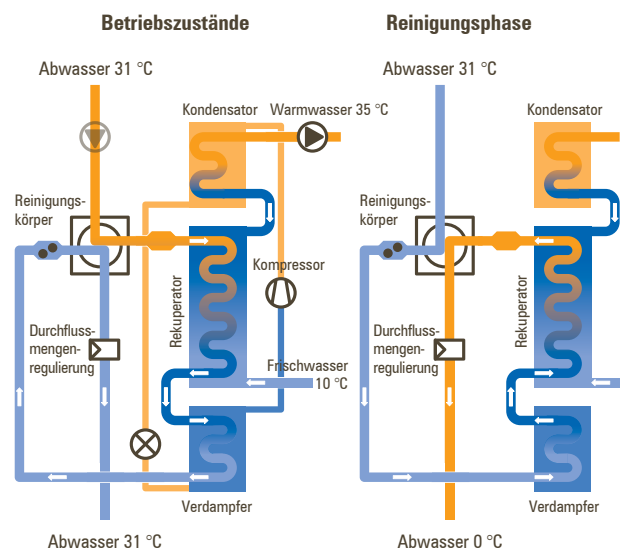 Betriebszustände
Reinigungsphase
Abwasser 31 °C
Abwasser 31 °C
Kondensator
Warmwasser 35 °C
Kondensator
Reinigungs-
körper
Reinigungs-
körper
Kompressor
Rekuperator
Rekuperator
Durchfluss-
mengen-
regulierung
Durchfluss-
mengen-
regulierung
Frischwasser
10 °C
Verdampfer
Verdampfer
Abwasser 31 °C
Abwasser 0 °C